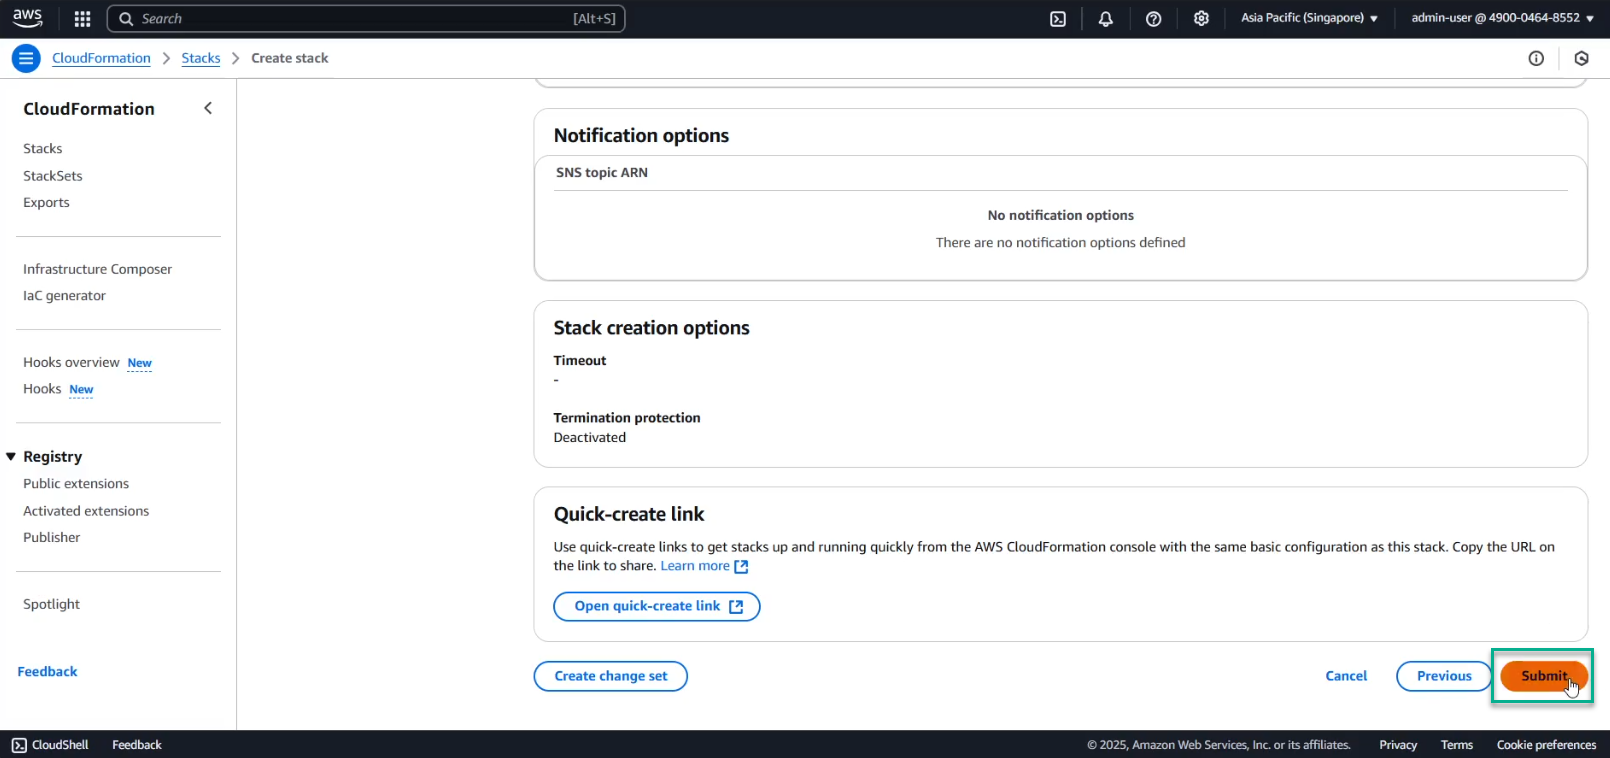 aws
Search
[Alt+S]
Asia Pacific (Singapore)
admin-user @ 4900-0464-8552
CloudFormation
Stacks
Create stack
CloudFormation
Stacks
StackSets
Exports
Infrastructure Composer
IaC generator
Hooks overview New
Hooks New
Registry
Public extensions
Activated extensions
Publisher
Spotlight
Feedback
Notification options
SNS topic ARN
No notification options
There are no notification options defined
Stack creation options
Timeout
-
Termination protection
Deactivated
Quick-create link
Use quick-create links to get stacks up and running quickly from the AWS CloudFormation console with the same basic configuration as this stack. Copy the URL on
the link to share. Learn more
Open quick-create link
Create change set
Cancel
Previous
Submit
CloudShell
Feedback
© 2025, Amazon Web Services, Inc. or its affiliates.
Privacy
Terms
Cookie preferences